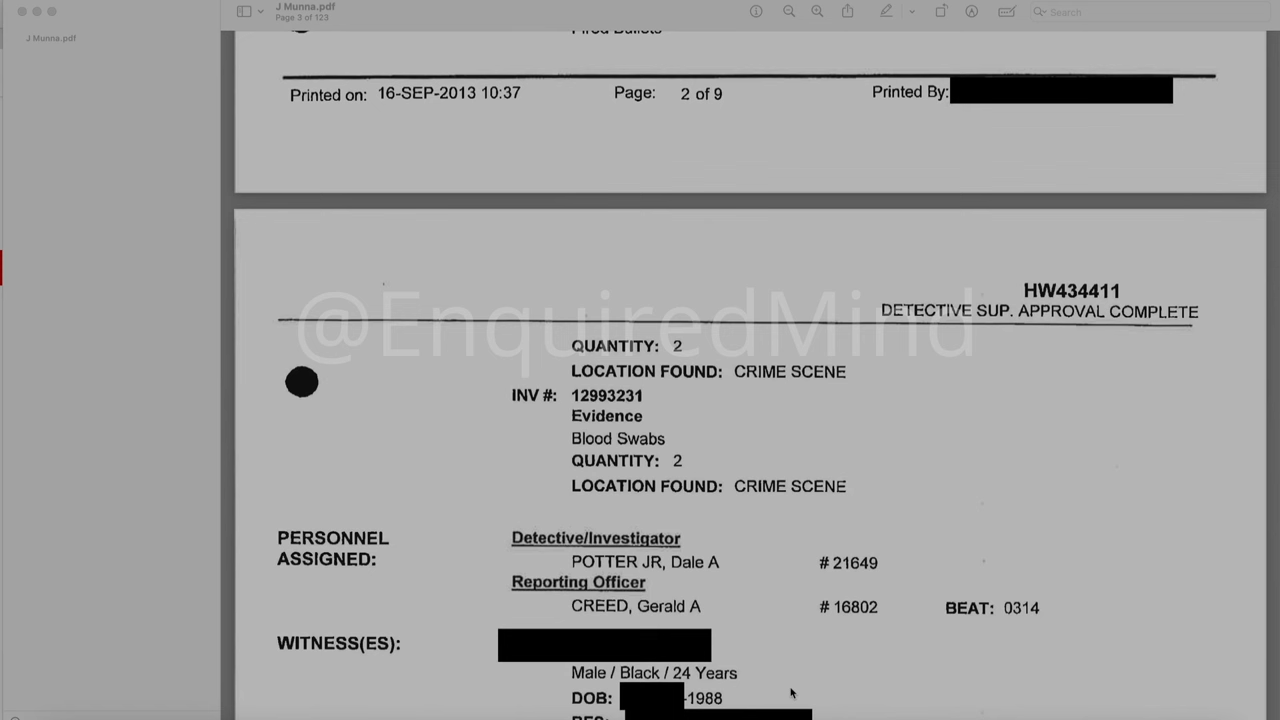 J Munna.pdf
Page 3 of 123
Search
J Munna.pdf
Fired Bullets
Printed on: 16-SEP-2013 10:37 Page: 2 of 9 Printed By:
HW434411
DETECTIVE SUP. APPROVAL COMPLETE
@EnquiredMind
QUANTITY: 2
LOCATION FOUND: CRIME SCENE
INV #: 12993231
Evidence
Blood Swabs
QUANTITY: 2
LOCATION FOUND: CRIME SCENE
PERSONNEL ASSIGNED:
Detective/Investigator
POTTER JR, Dale A # 21649
Reporting Officer
CREED, Gerald A # 16802 BEAT: 0314
WITNESS(ES):
Male / Black / 24 Years
DOB: -1988